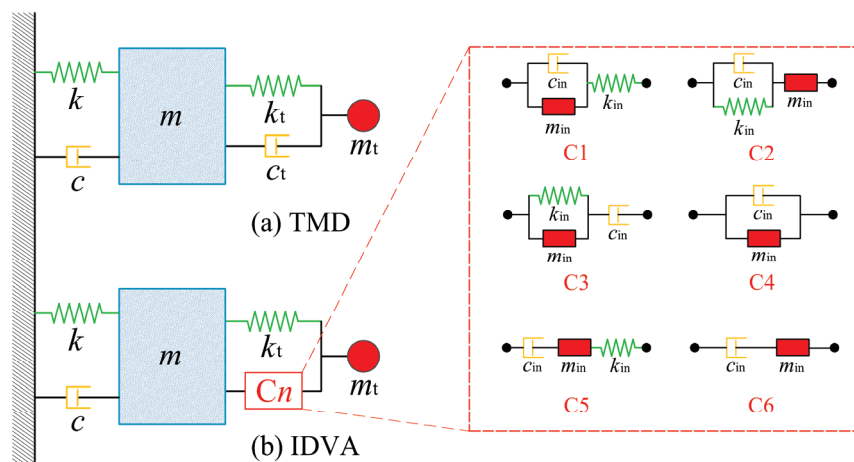 k
c
m
kt
ct
mt
(a) TMD
k
c
m
kt
Cn
mt
(b) IDVA
cin
min
kin
C1
cin
kin
min
C2
kin
min
cin
C3
cin
min
C4
cin
min
kin
C5
cin
min
C6